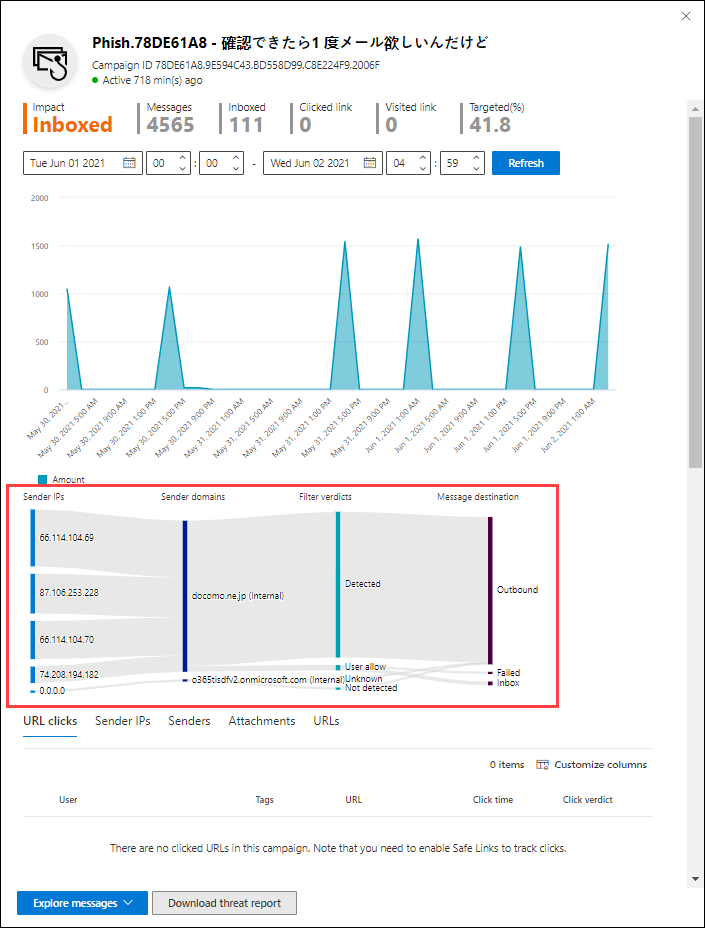 Phish.78DE61A8 - 確認できたら1 度メール欲しいんだけど
Campaign ID 78DE61A8.9E594C43.BD558D99.C8E224F9.2006F
Active 718 min(s) ago
Impact Messages Inboxed Clicked link Visited link Targeted(%)
Inboxed 4565 111 0 0 41.8
Tue Jun 01 2021 00 : 00 - Wed Jun 02 2021 04 : 59 Refresh
2000
1500
1000
500
0
May 30, 2021...
May 30, 2021 5:00 AM
May 30, 2021 9:00 AM
May 30, 2021 1:00 PM
May 30, 2021 5:00 PM
May 30, 2021 9:00 PM
May 31, 2021 1:00 AM
May 31, 2021 5:00 AM
May 31, 2021 9:00 AM
May 31, 2021 1:00 PM
May 31, 2021 5:00 PM
May 31, 2021 9:00 PM
Jun 1, 2021 1:00 AM
Jun 1, 2021 5:00 AM
Jun 1, 2021 9:00 AM
Jun 1, 2021 1:00 PM
Jun 1, 2021 5:00 PM
Jun 1, 2021 9:00 PM
Jun 2, 2021 1:00 AM
Amount
Sender IPs Sender domains Filter verdicts Message destination
66.114.104.69
87.106.253.228
66.114.104.70
74.208.194.182
0.0.0.0
docomo.ne.jp (Internal)
o365tisdfv2.onmicrosoft.com (Internal)
Detected
User allow
Unknown
Not detected
Outbound
Failed
Inbox
URL clicks Sender IPs Senders Attachments URLs
0 items Customize columns
User Tags URL Click time Click verdict
There are no clicked URLs in this campaign. Note that you need to enable Safe Links to track clicks.
Explore messages Download threat report